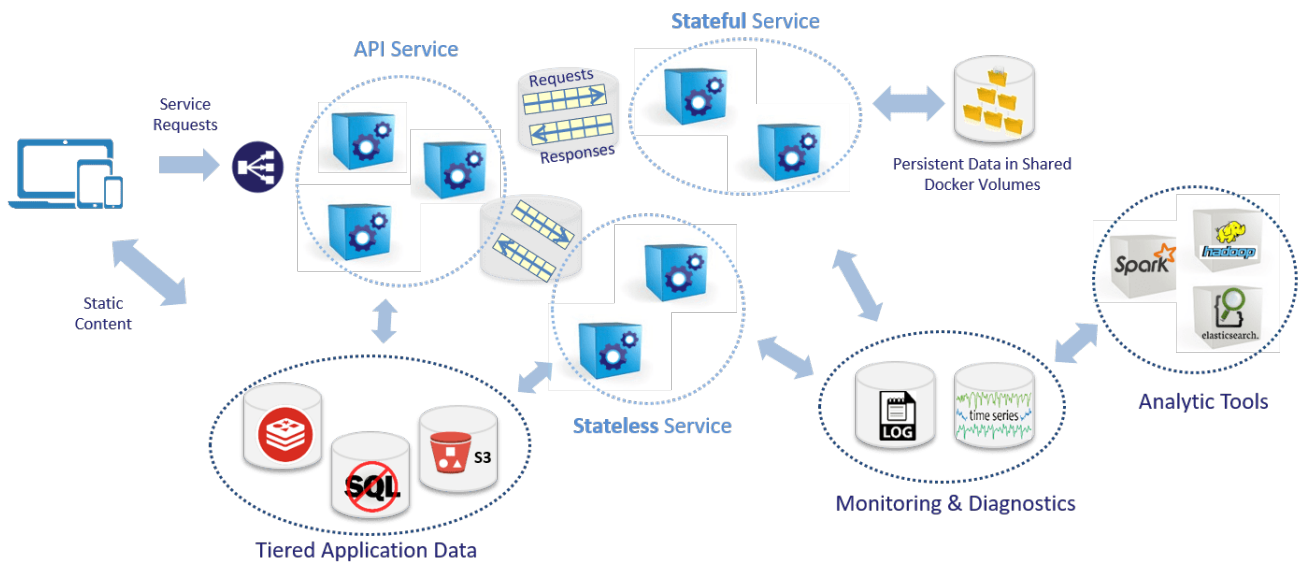 Stateful Service
API Service
Requests
Responses
Service
Requests
Persistent Data in Shared
Docker Volumes
Spark
hadoop
elasticsearch.
Static
Content
Analytic Tools
Stateless Service
LOG
time series
SQL
S3
Monitoring & Diagnostics
Tiered Application Data